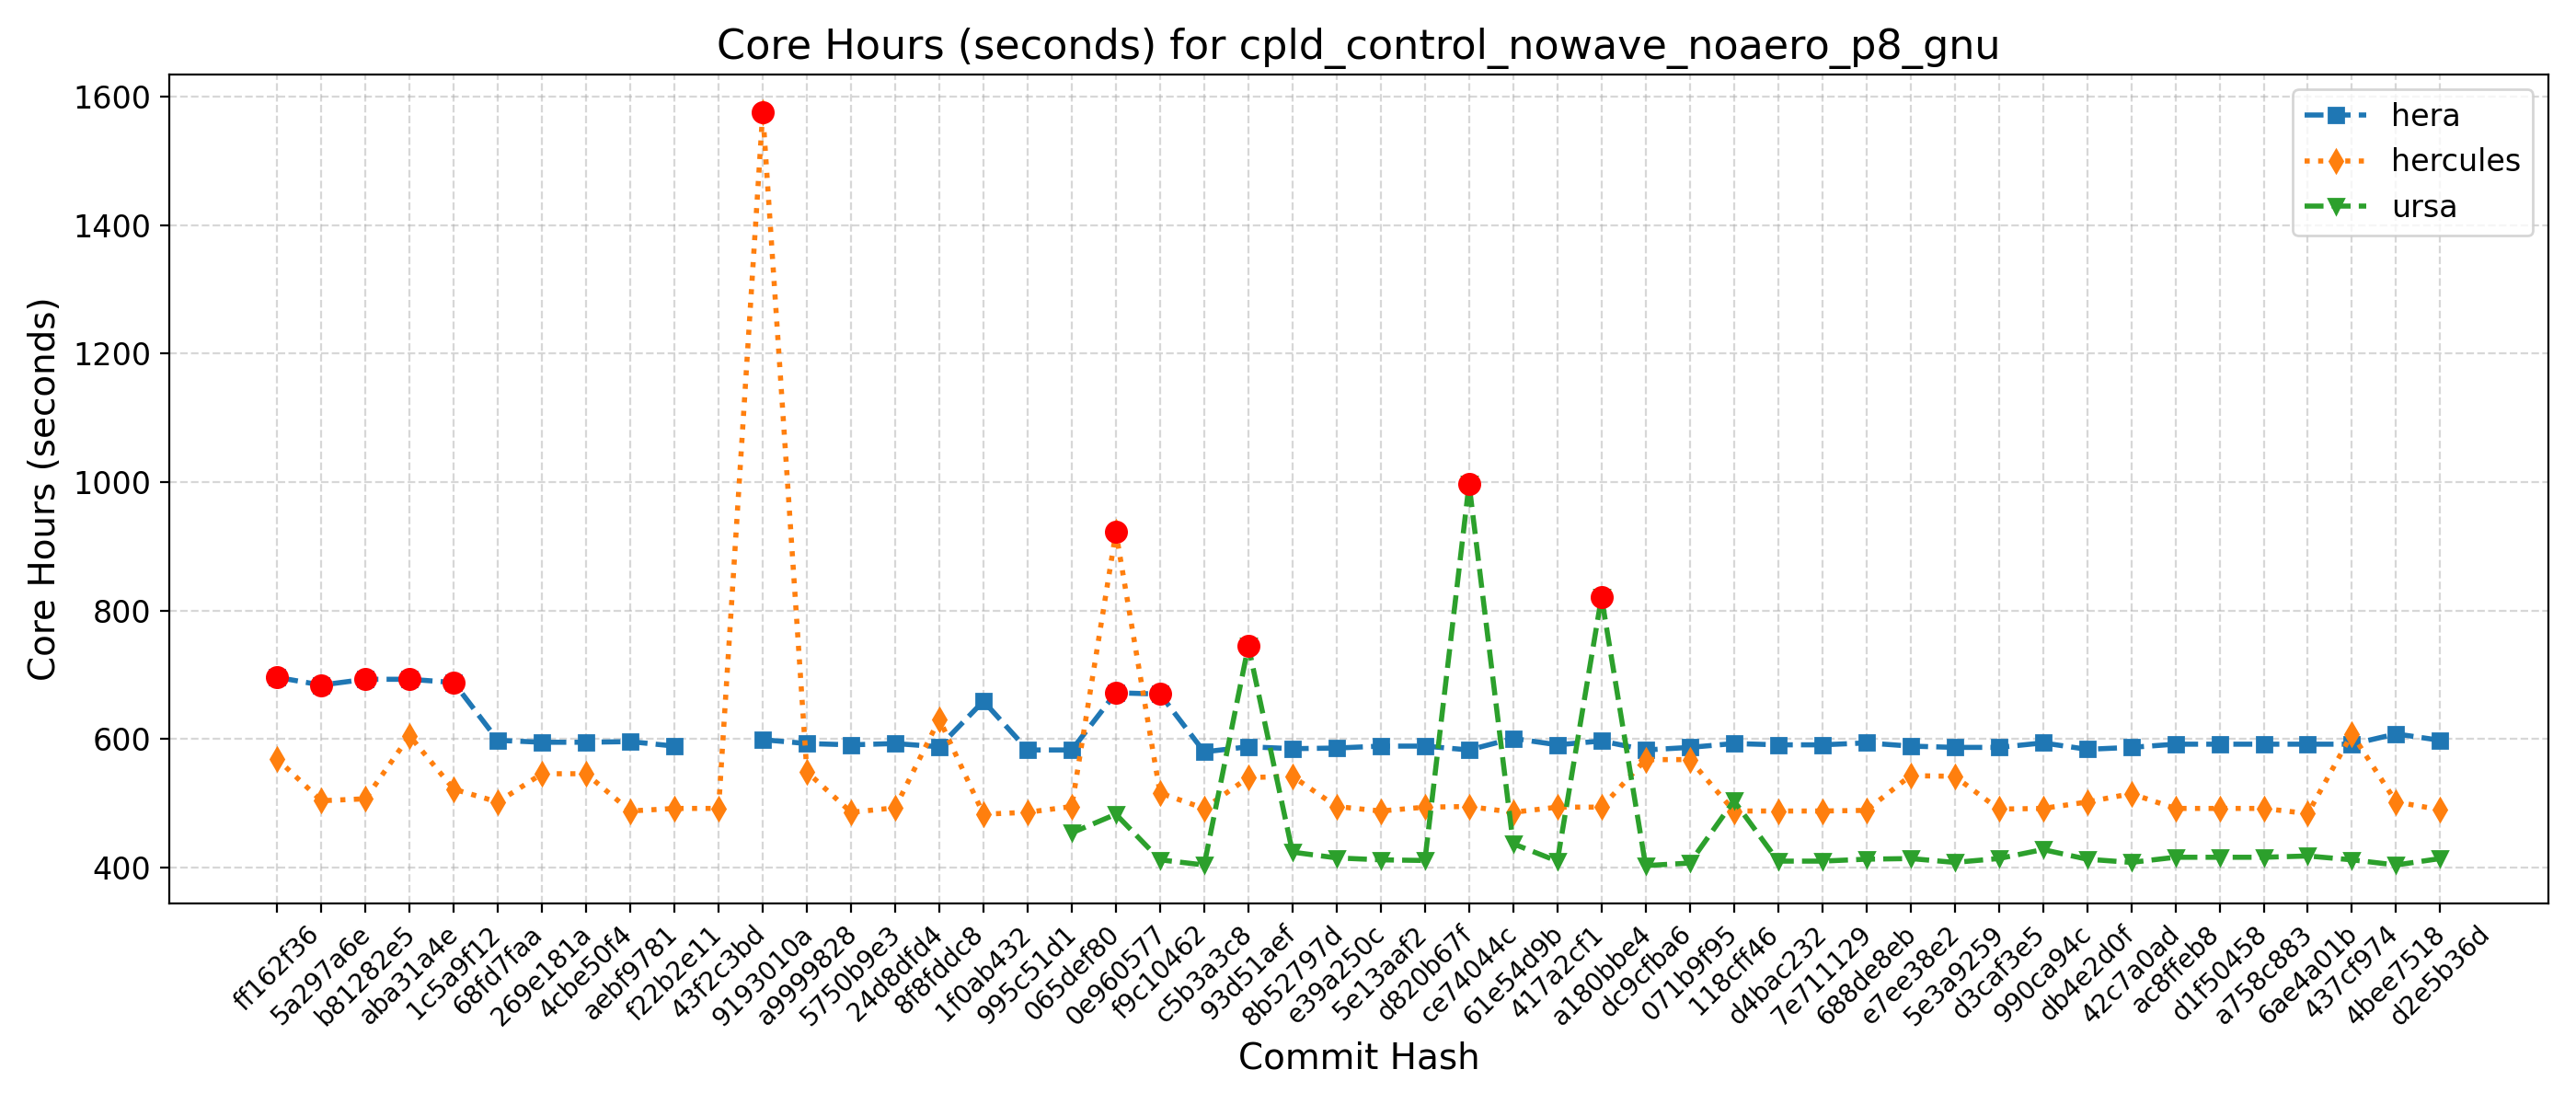 Core Hours (seconds) for cpld_control_nowave_noaero_p8_gnu
Core Hours (seconds)
1600
1400
1200
1000
800
600
400
hera
hercules
ursa
ff162f36
5a297a6e
b81282e5
aba31a4e
1c5a9f12
68fd7faa
269e181a
4cbe50f4
aebf9781
f22b2e11
43f2c3bd
9193010a
a9999828
5750b9e3
24d8dfd4
8f8fddc8
1f0ab432
995c51d1
065def80
0e960577
f9c10462
c5b3a3c8
93d51aef
8b52797d
e39a250c
5e13aaf2
d820b67f
ce74044c
61e54d9b
417a2cf1
a180bbe4
dc9cfba6
071b9f95
118cff46
d4bac232
7e711129
688de8eb
e7ee38e2
5e3a9259
d3caf3e5
990ca94c
db4e2d0f
42c7a0ad
ac8ffeb8
d1f50458
a758c883
6ae4a01b
437cf974
4bee7518
d2e5b36d
Commit Hash